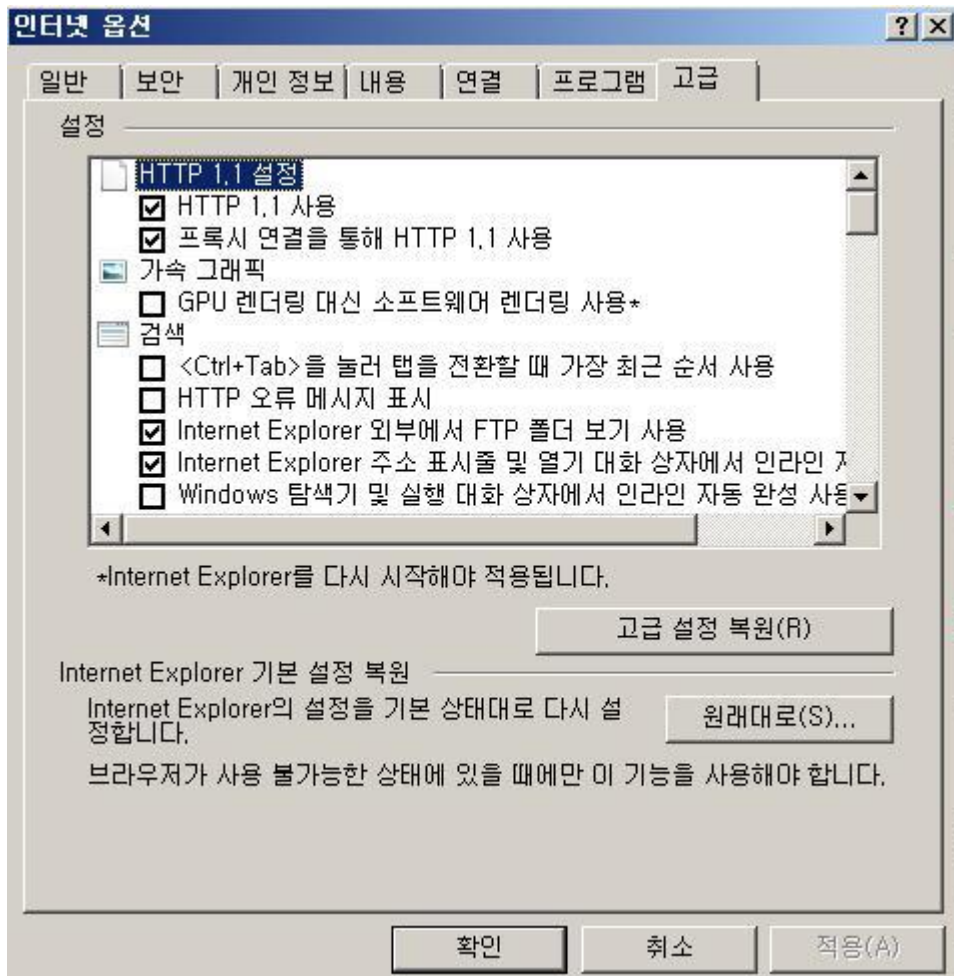 인터넷 옵션
일반 보안 개인 정보 내용 연결 프로그램 고급
설정
HTTP 1.1 설정
HTTP 1.1 사용
프록시 연결을 통해 HTTP 1.1 사용
가속 그래픽
GPU 렌더링 대신 소프트웨어 렌더링 사용*
검색
<Ctrl+Tab>을 눌러 탭을 전환할 때 가장 최근 순서 사용
HTTP 오류 메시지 표시
Internet Explorer 외부에서 FTP 폴더 보기 사용
Internet Explorer 주소 표시줄 및 열기 대화 상자에서 인라인
Windows 탐색기 및 실행 대화 상자에서 인라인 자동 완성
*Internet Explorer를 다시 시작해야 적용됩니다.
고급 설정 복원(R)
Internet Explorer 기본 설정 복원
Internet Explorer의 설정을 기본 상태대로 다시 설
정합니다.
원래대로(S)...
브라우저가 사용 불가능한 상태에 있을 때에만 이 기능을 사용해야 합니다.
확인 취소 적용(A)